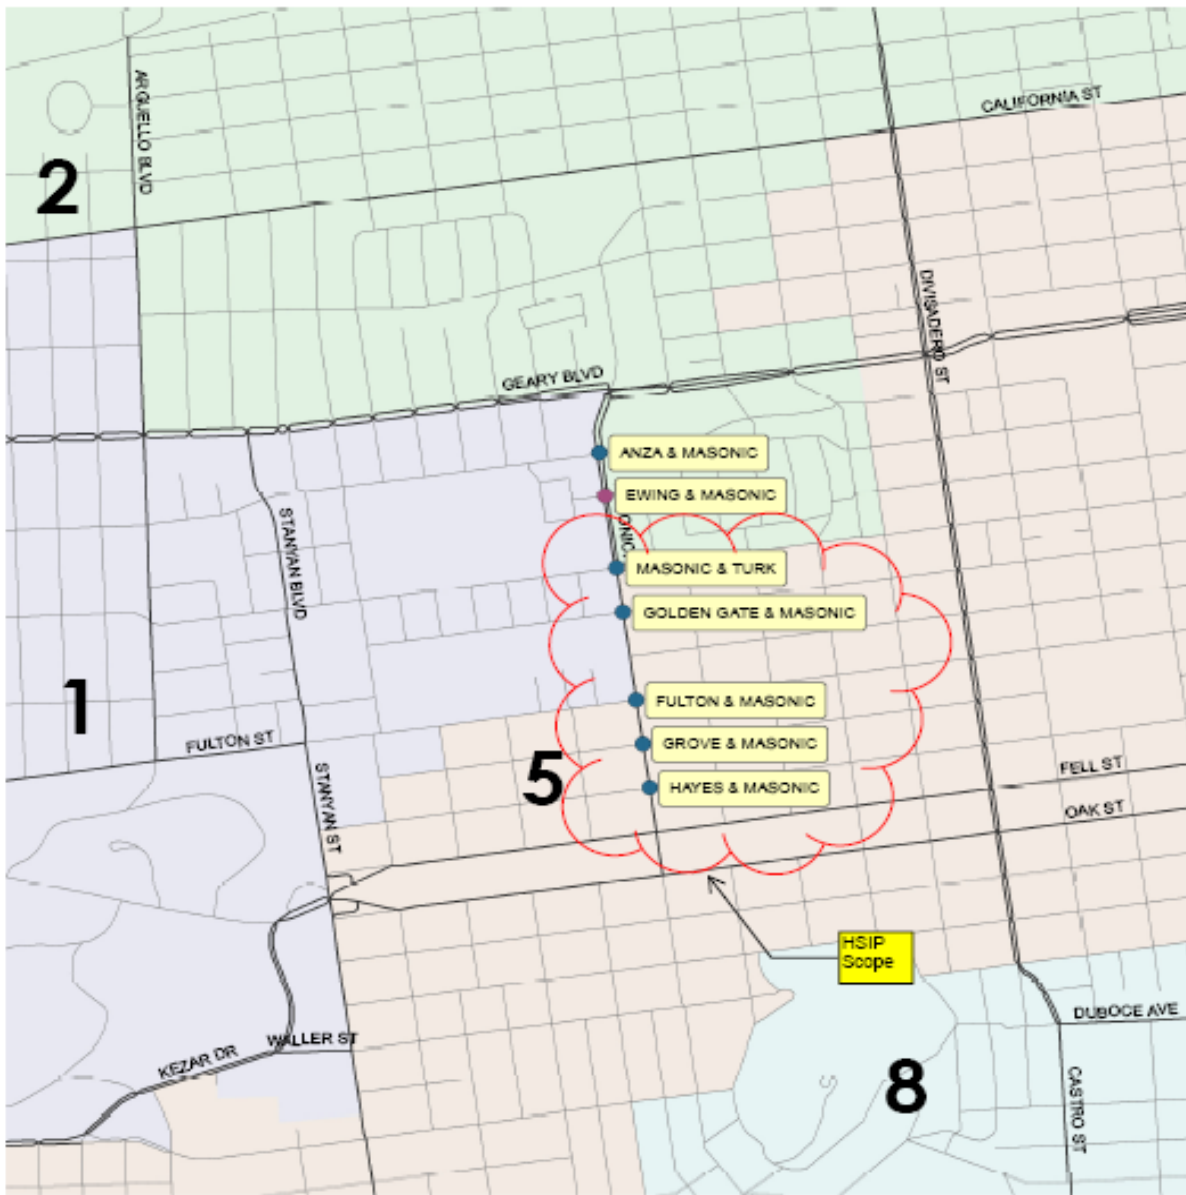 CALIFORNIA ST
ARGUELLO BLVD
2
DIVISADERO ST
GEARY BLVD
ANZA & MASONIC
EWING & MASONIC
STANYAN BLVD
MASONIC & TURK
GOLDEN GATE & MASONIC
1
FULTON & MASONIC
FULTON ST
GROVE & MASONIC
5
HAYES & MASONIC
FELL ST
STANYAN ST
OAK ST
HSIP
Scope
DUBOCE AVE
WALLER ST
KEZAR DR
8
CASTRO ST